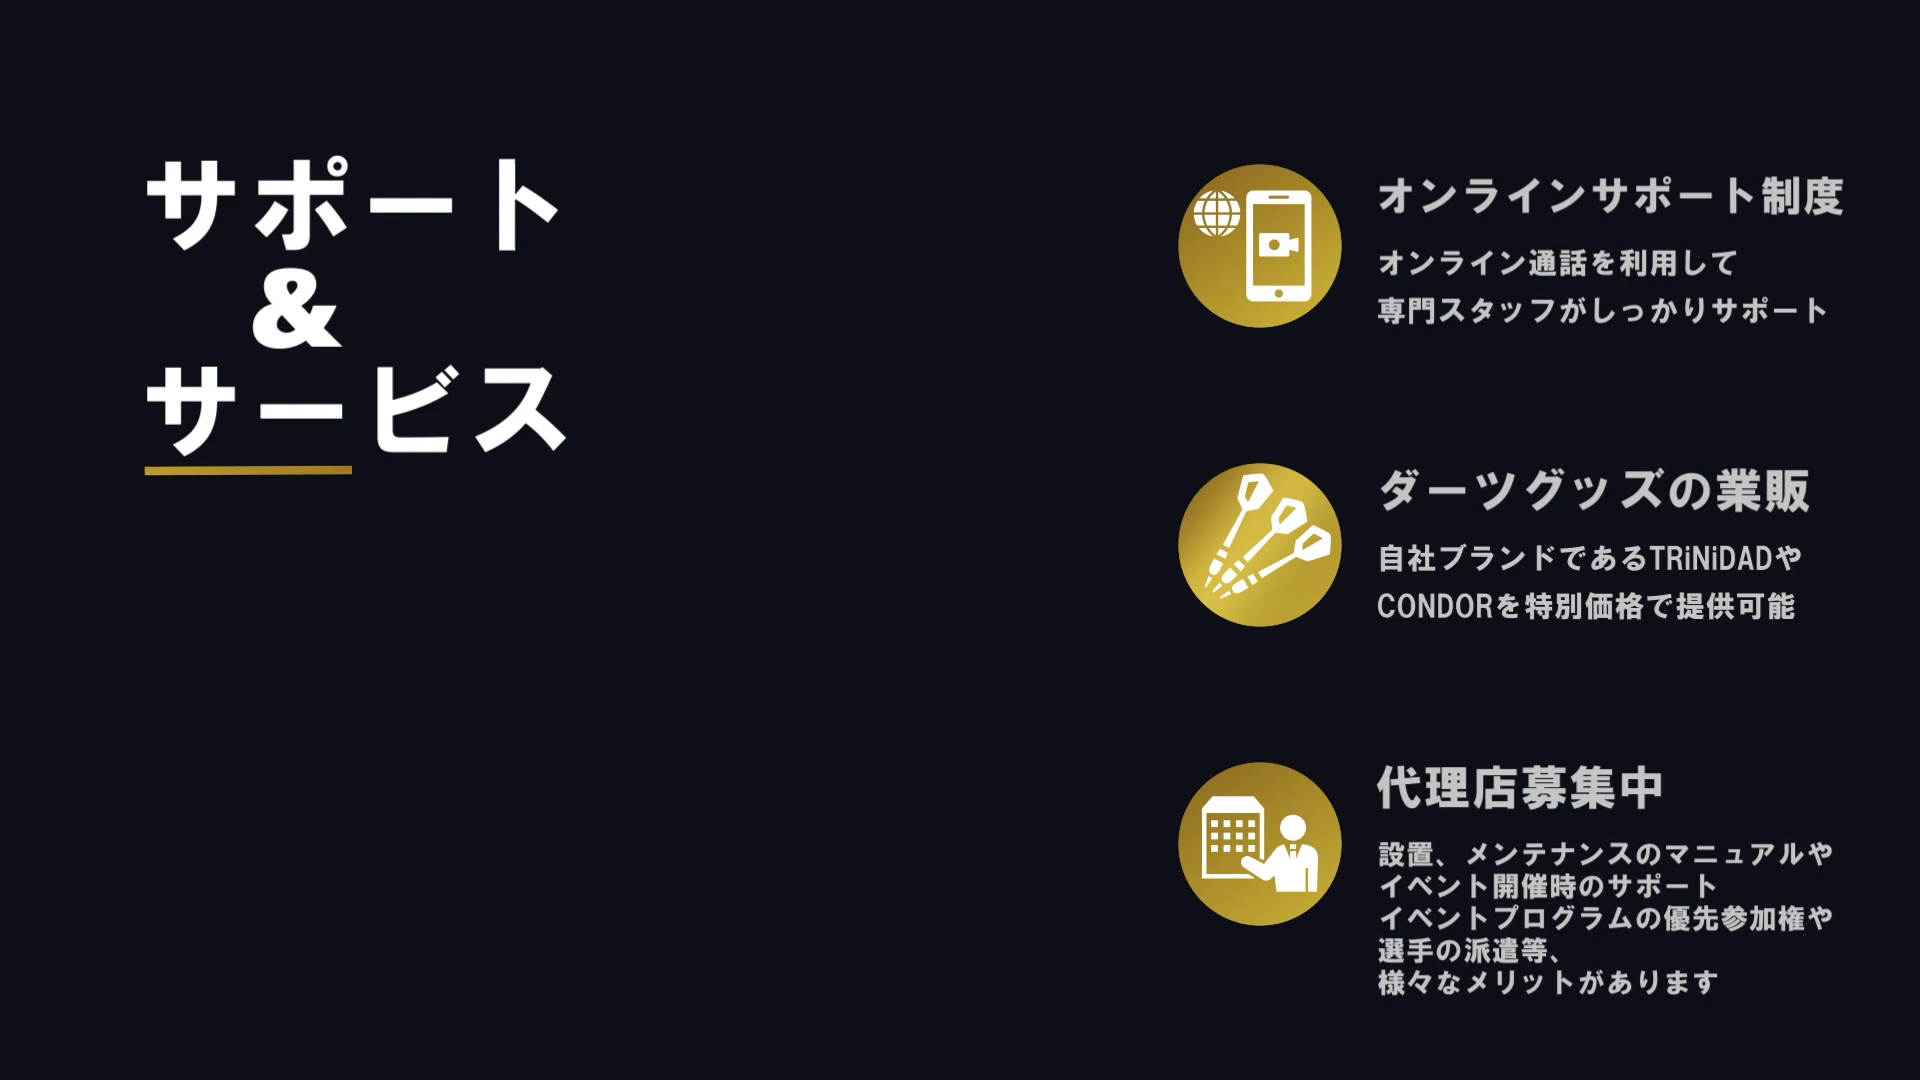 サポート
&
サービス
オンラインサポート制度
オンライン通話を利用して
専門スタッフがしっかりサポート
ダーツグッズの業販
自社ブランドであるTRiNiDADや
CONDORを特別価格で提供可能
代理店募集中
設置、メンテナンスのマニュアルや
イベント開催時のサポート
イベントプログラムの優先参加権や
選手の派遣等、
様々なメリットがあります